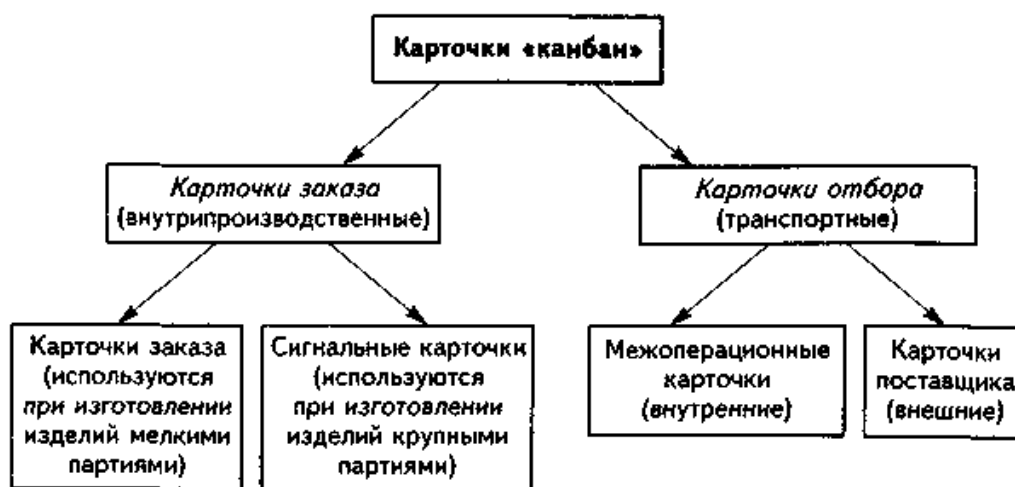 Карточки «канбан»
Карточки заказа
(внутрипроизводственные)
Карточки отбора
(транспортные)
Карточки заказа
(используются
при изготовлении
изделий мелкими
партиями)
Сигнальные карточки
(используются
при изготовлении
изделий крупными
партиями)
Межоперационные
карточки
(внутренние)
Карточки
поставщика
(внешние)